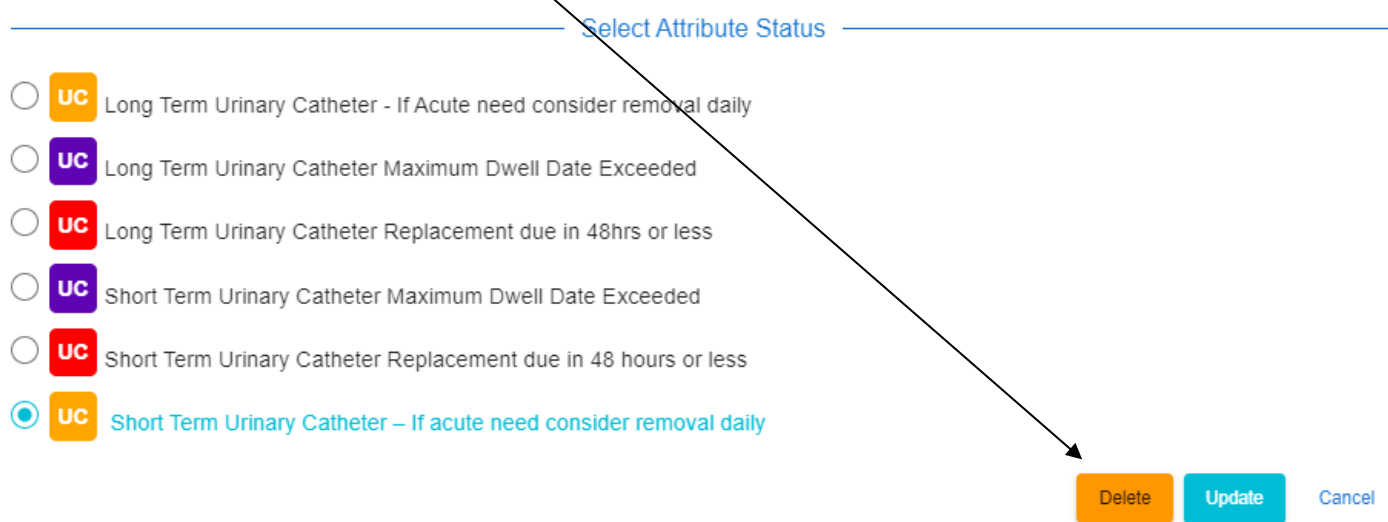 Select Attribute Status
UC Long Term Urinary Catheter - If Acute need consider removal daily
UC Long Term Urinary Catheter Maximum Dwell Date Exceeded
UC Long Term Urinary Catheter Replacement due in 48hrs or less
UC Short Term Urinary Catheter Maximum Dwell Date Exceeded
UC Short Term Urinary Catheter Replacement due in 48 hours or less
UC Short Term Urinary Catheter – If acute need consider removal daily
Delete Update Cancel